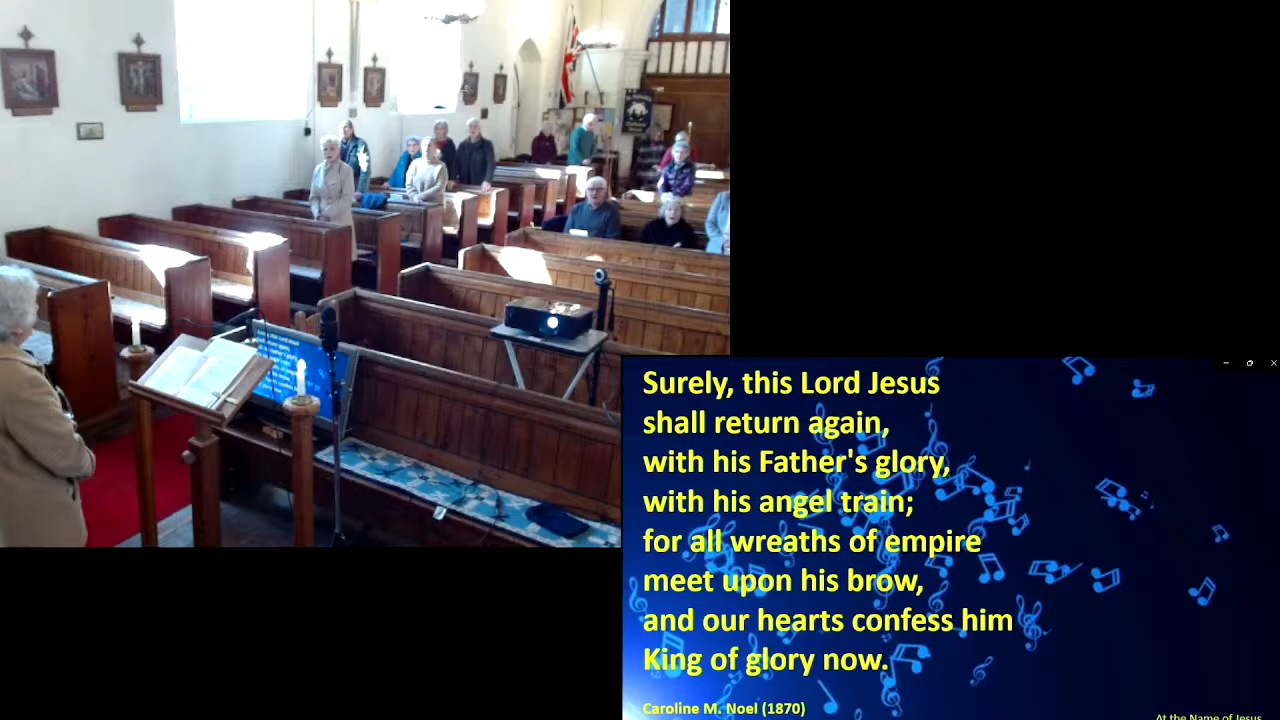 Surely, this Lord Jesus
shall return again,
with his Father's glory,
with his angel train;
for all wreaths of empire
meet upon his brow,
and our hearts confess him
King of glory now.
Caroline M. Noel (1870)
At the Name of Jesus